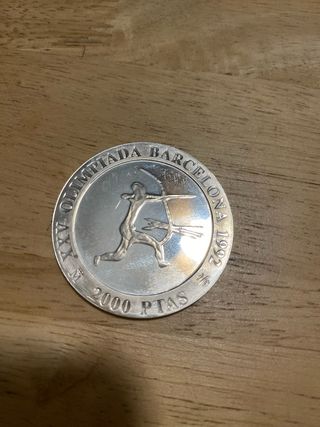 XXV OLIMPIADA BARCELONA 1992
2000 PTAS